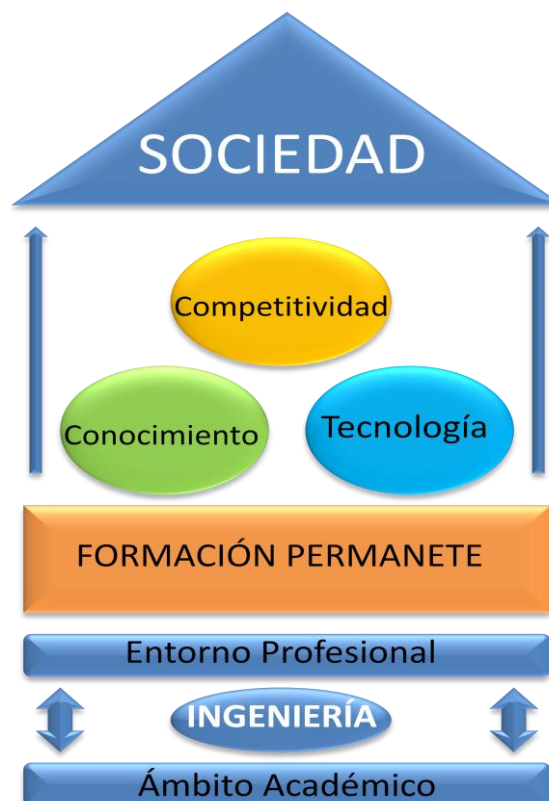 SOCIEDAD
Competitividad
Conocimiento
Tecnología
FORMACIÓN PERMANETE
Entorno Profesional
INGENIERÍA
Ámbito Académico